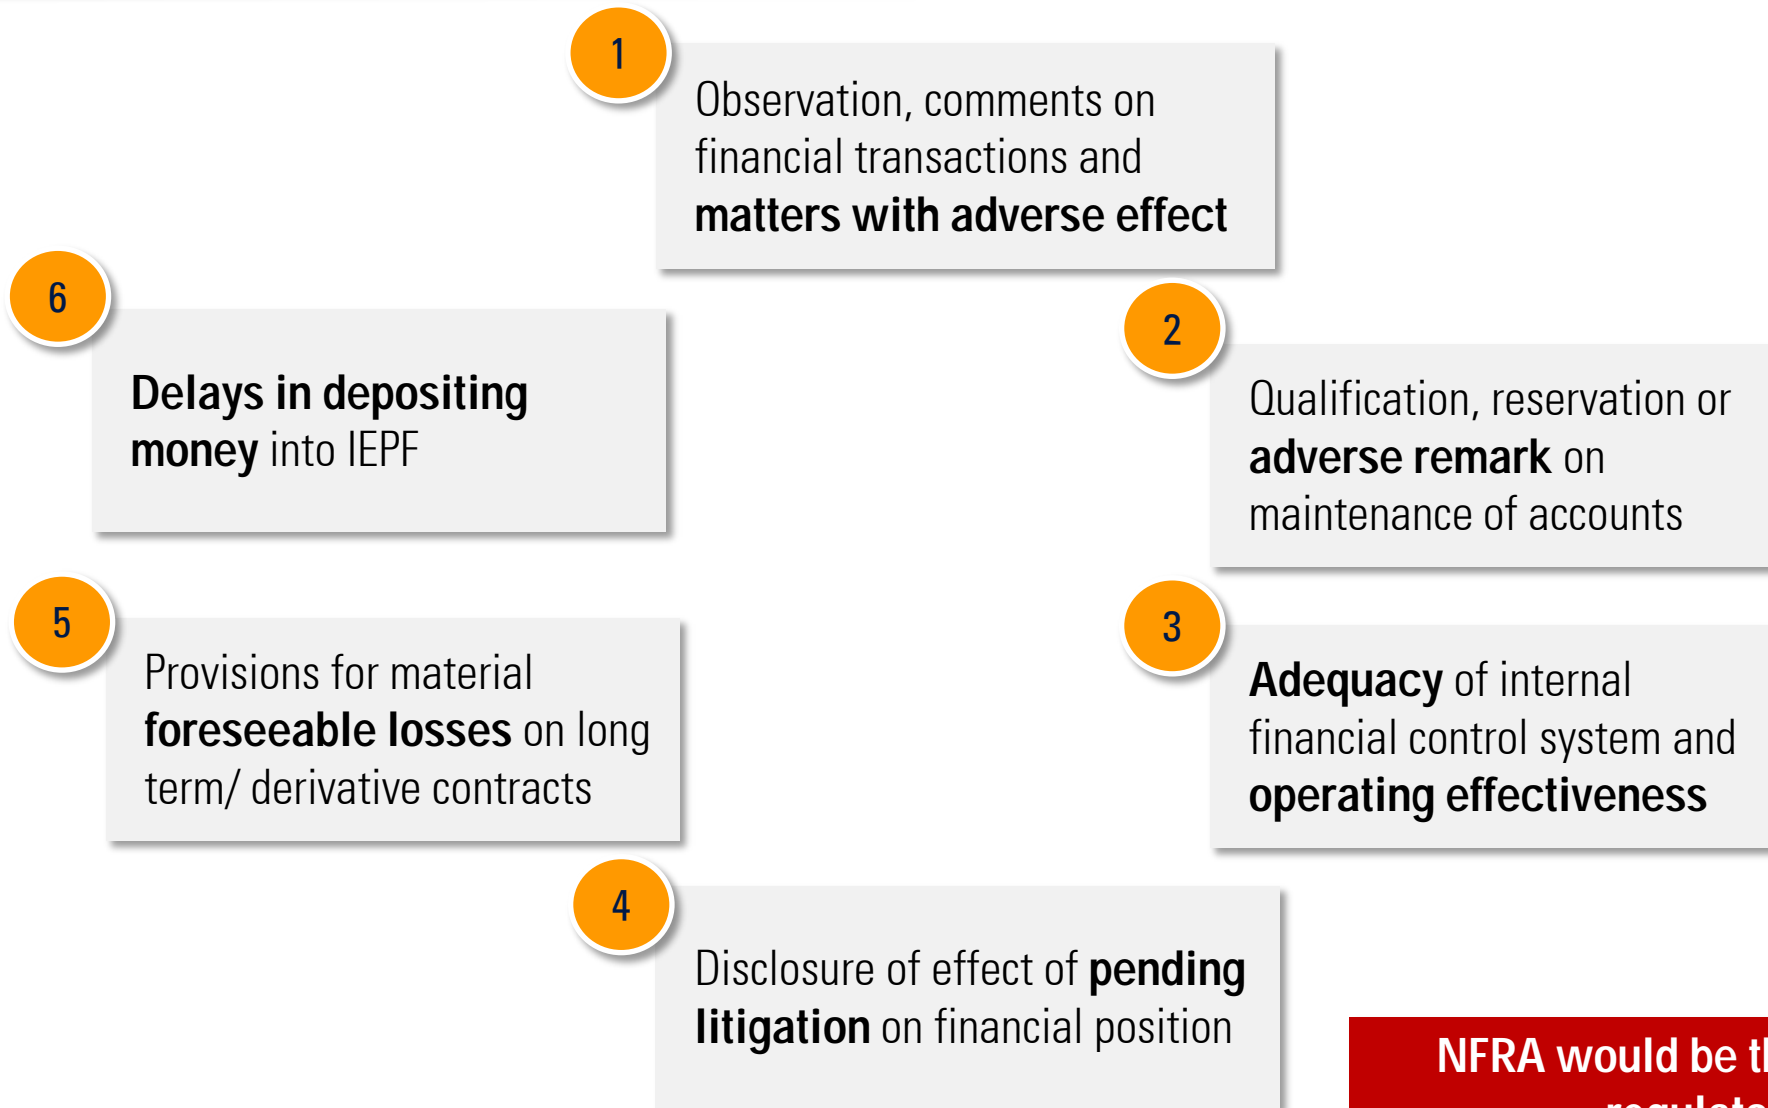 1
Observation, comments on
financial transactions and
matters with adverse effect
2
Qualification, reservation or
adverse remark on
maintenance of accounts
3
Adequacy of internal
financial control system and
operating effectiveness
4
Disclosure of effect of pending
litigation on financial position
5
Provisions for material
foreseeable losses on long
term/ derivative contracts
6
Delays in depositing
money into IEPF
NFRA would be